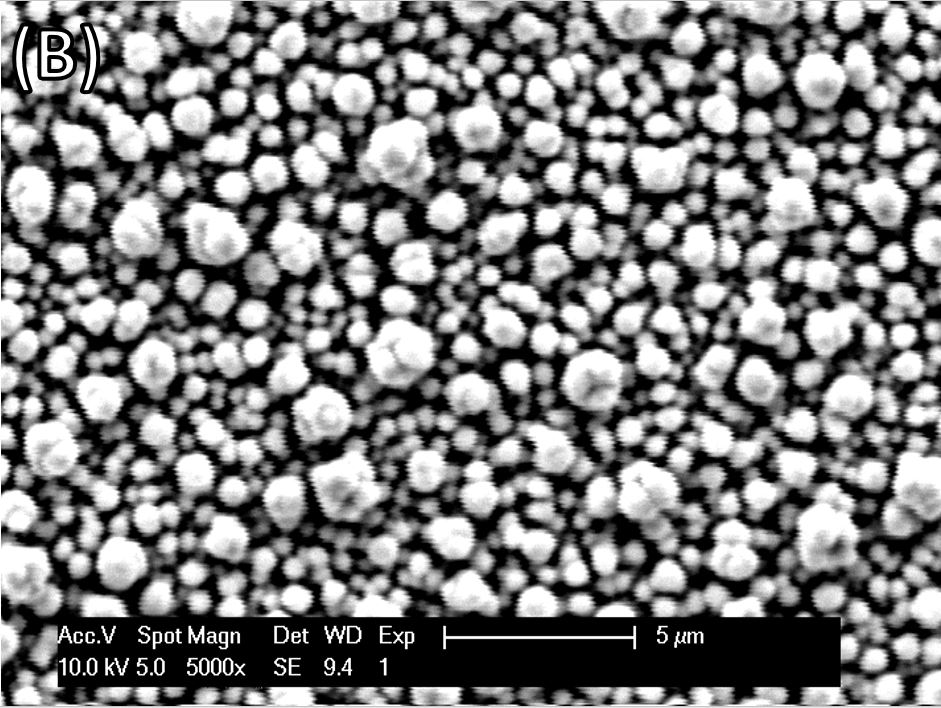 (B)
Acc.V Spot Magn Det WD Exp
10.0 kV 5.0 5000x SE 9.4 1
5 µm